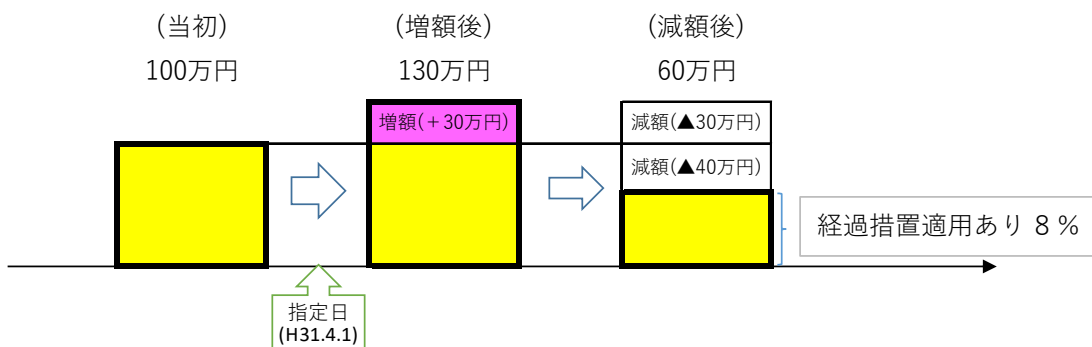 (当初)
100万円
(増額後)
130万円
(減額後)
60万円
増額(＋30万円)
減額(▲30万円)
減額(▲40万円)
経過措置適用あり 8％
指定日
(H31.4.1)